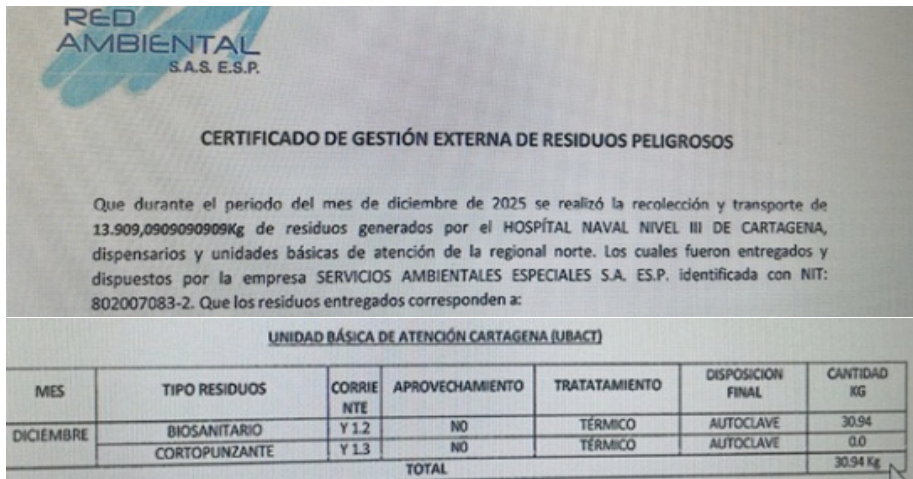 RED
AMBIENTAL
S.A.S. E.S.P.
CERTIFICADO DE GESTIÓN EXTERNA DE RESIDUOS PELIGROSOS
Que durante el periodo del mes de diciembre de 2025 se realizó la recolección y transporte de
13.909,0909090909Kg de residuos generados por el HOSPÍTAL NAVAL NIVEL III DE CARTAGENA,
dispensarios y unidades básicas de atención de la regional norte. Los cuales fueron entregados y
dispuestos por la empresa SERVICIOS AMBIENTALES ESPECIALES S.A. ES.P. identificada con NIT:
802007083-2. Que los residuos entregados corresponden a:
UNIDAD BÁSICA DE ATENCIÓN CARTAGENA (UBACT)
MES TIPO RESIDUOS CORRIE NTE APROVECHAMIENTO TRATATAMIENTO DISPOSICION FINAL CANTIDAD KG
DICIEMBRE BIOSANITARIO Y 1.2 NO TÉRMICO AUTOCLAVE 30.94
CORTOPUNZANTE Y 1.3 NO TÉRMICO AUTOCLAVE 0.0
TOTAL 30.94 Kg